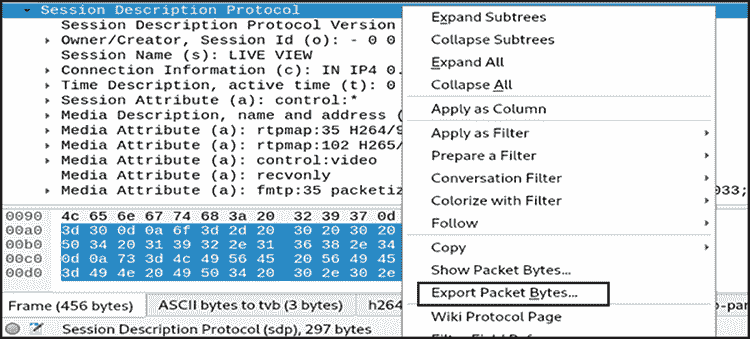 Session Description Protocol
Session Description Protocol Version
Owner/Creator, Session Id (o): - 0 0
Session Name (s): LIVE VIEW
Connection Information (c): IN IP4 0.
Time Description, active time (t): 0
Session Attribute (a): control:*
Media Description, name and address (
Media Attribute (a): rtpmap:35 H264/9
Media Attribute (a): rtpmap:102 H265/
Media Attribute (a): control:video
Media Attribute (a): recvonly
Media Attribute (a): fmtp:35 packetiz
033;
0090 4c 65 6e 67 74 68 3a 20 32 39 37 0d
00a0 3d 30 0d 0a 6f 3d 2d 20 30 20 30 20
00b0 50 34 20 31 39 32 2e 31 36 38 2e 34
00c0 0d 0a 73 3d 4c 49 56 45 20 56 49 45
00d0 3d 49 4e 20 49 50 34 20 30 2e 30 2e
Frame (456 bytes) ASCII bytes to tvb (3 bytes) h264
Session Description Protocol (sdp), 297 bytes
Expand Subtrees
Collapse Subtrees
Expand All
Collapse All
Apply as Column
Apply as Filter
Prepare a Filter
Conversation Filter
Colorize with Filter
Follow
Copy
Show Packet Bytes...
Export Packet Bytes...
Wiki Protocol Page
o-par